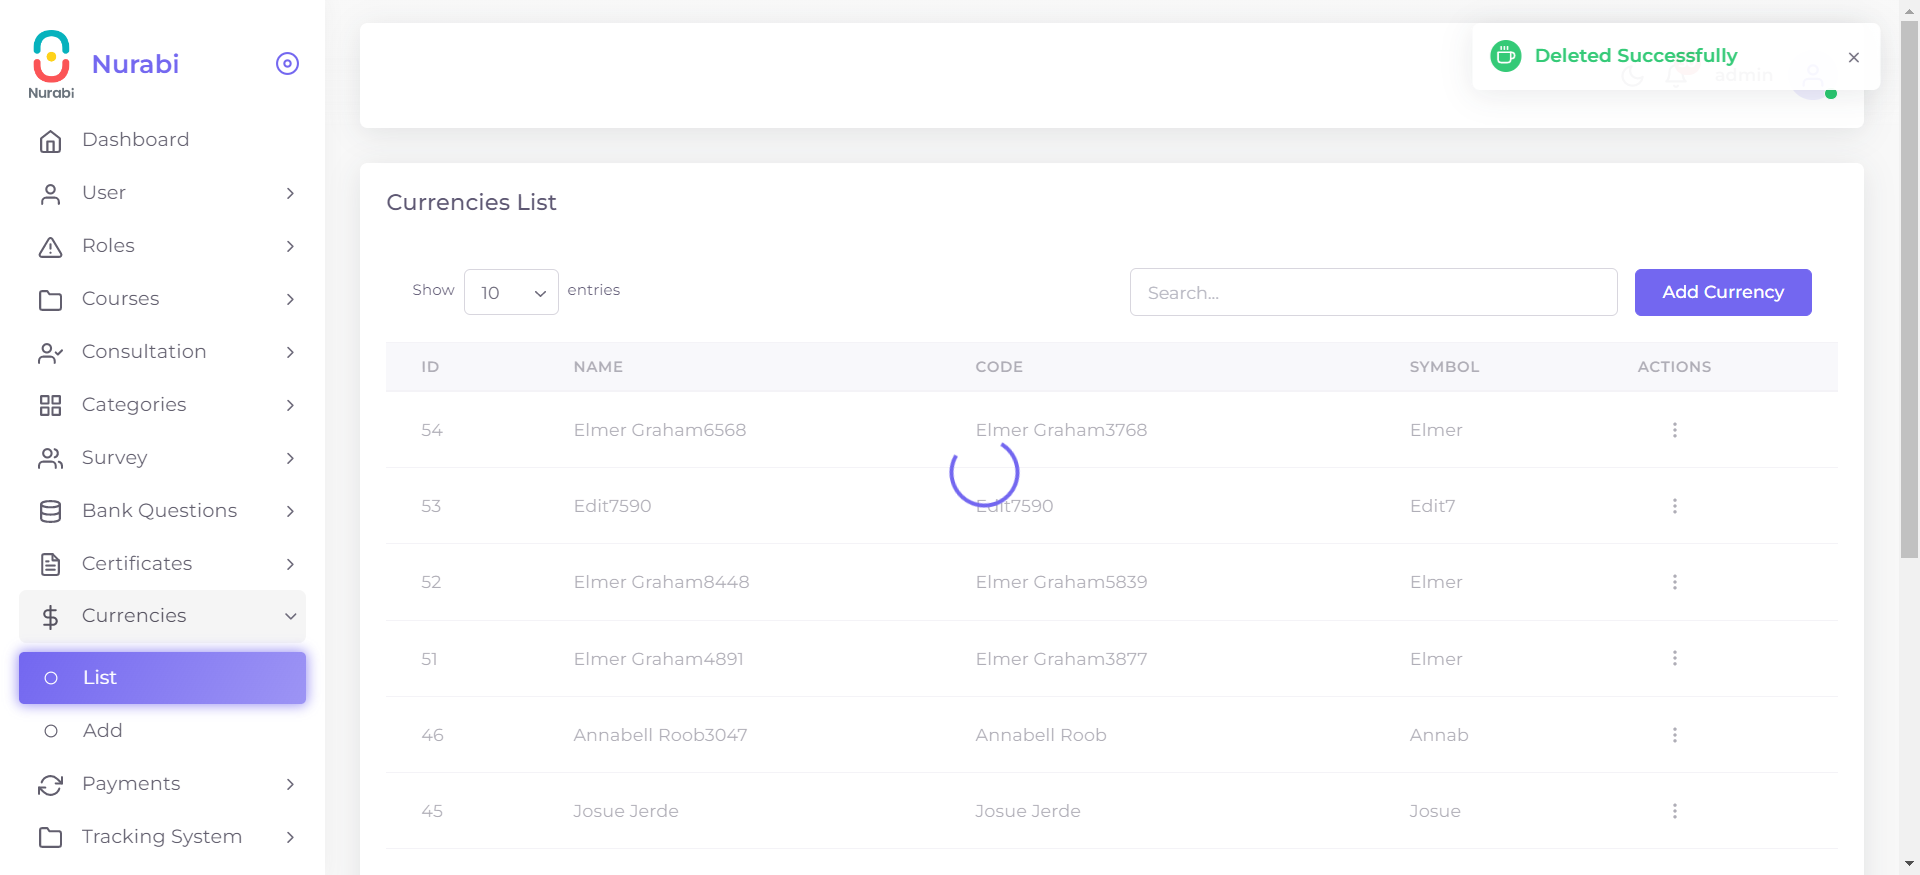 Nurabi
Nurabi
Dashboard
User
Roles
Courses
Consultation
Categories
Survey
Bank Questions
Certificates
Currencies
List
Add
Payments
Tracking System
Deleted Successfully
admin
Currencies List
Show 10 entries
Search...
Add Currency
ID NAME CODE SYMBOL ACTIONS
54 Elmer Graham6568 Elmer Graham3768 Elmer
53 Edit7590 Edit7590 Edit7
52 Elmer Graham8448 Elmer Graham5839 Elmer
51 Elmer Graham4891 Elmer Graham3877 Elmer
46 Annabell Roob3047 Annabell Roob Annab
45 Josue Jerde Josue Jerde Josue